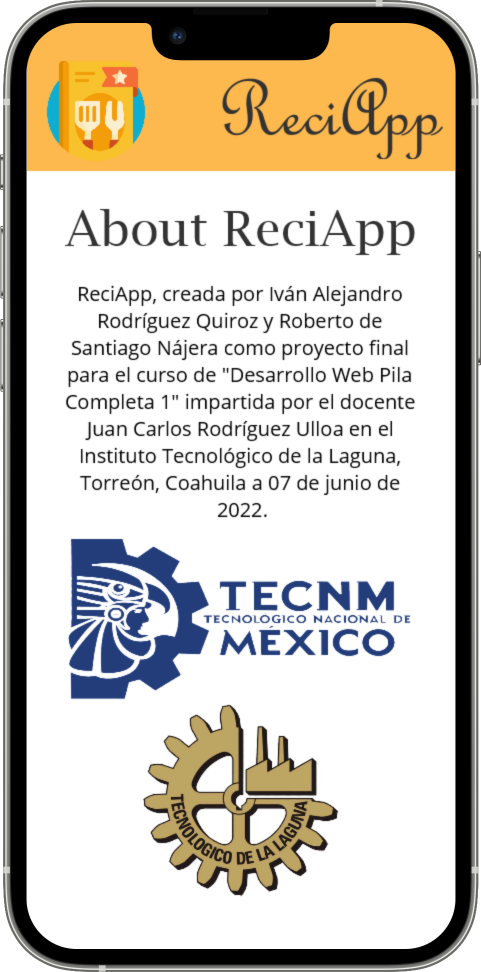 ReciApp
About ReciApp
ReciApp, creada por Iván Alejandro
Rodríguez Quiroz y Roberto de
Santiago Nájera como proyecto final
para el curso de "Desarrollo Web Pila
Completa 1" impartida por el docente
Juan Carlos Rodríguez Ulloa en el
Instituto Tecnológico de la Laguna,
Torreón, Coahuila a 07 de junio de
2022.
TECNM
TECNOLÓGICO NACIONAL DE
MÉXICO
TECNOLOGICO DE LA LAGUNA